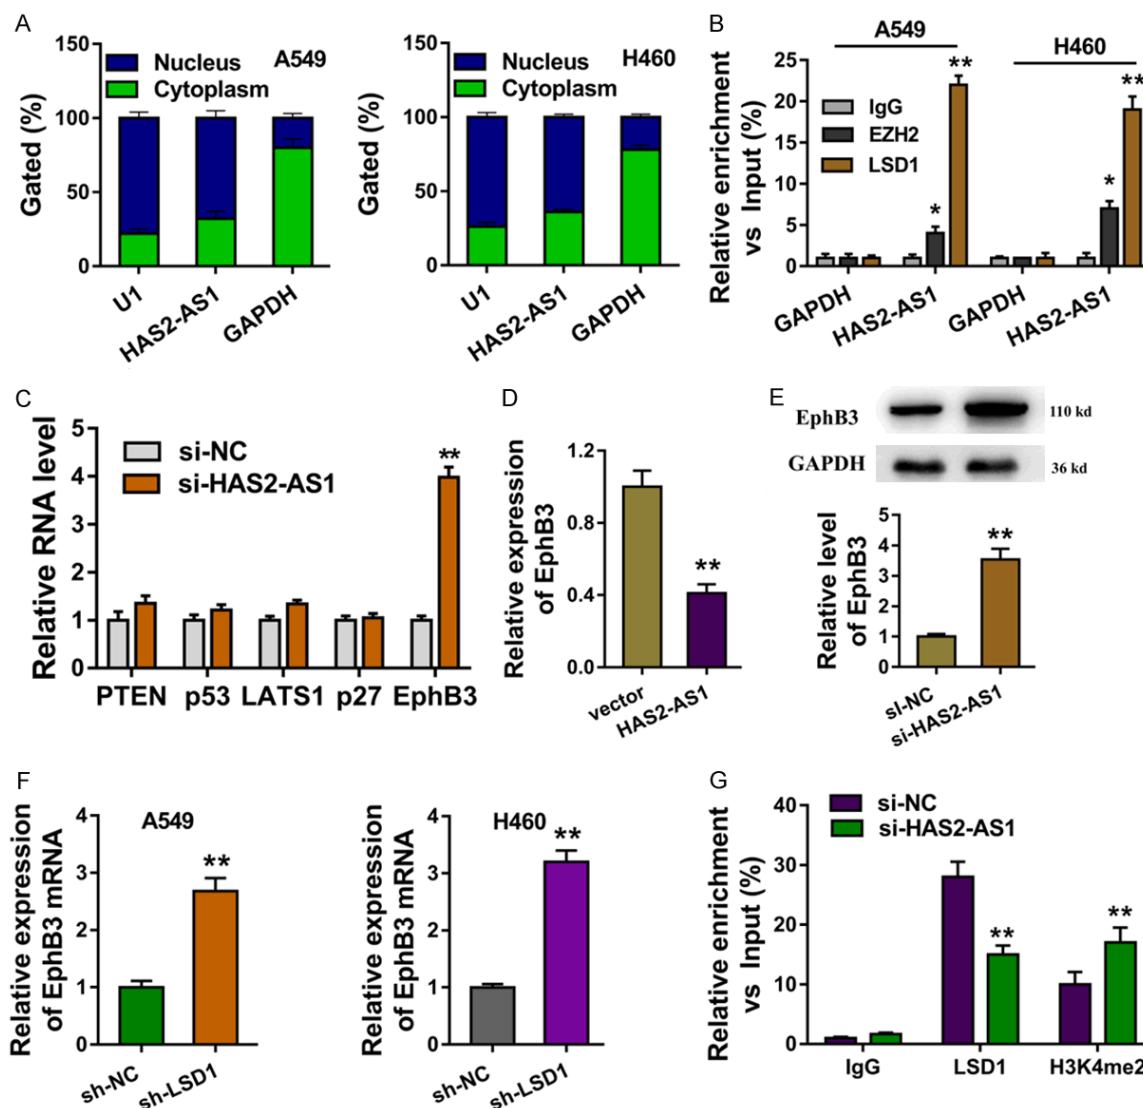 A
Gated (%)
150
100
50
0
Nucleus
Cytoplasm
A549
U1
HAS2-AS1
GAPDH
Gated (%)
150
100
50
0
Nucleus
Cytoplasm
H460
U1
HAS2-AS1
GAPDH
B
Relative enrichment
vs Input (%)
25
20
15
10
5
0
A549
H460
IgG
EZH2
LSD1
*
**
*
**
GAPDH
HAS2-AS1
GAPDH
HAS2-AS1
C
Relative RNA level
5
4
3
2
1
0
si-NC
si-HAS2-AS1
**
PTEN p53 LATS1 p27 EphB3
D
Relative expression
of EphB3
1.2
0.8
0.4
0.0
**
vector
HAS2-AS1
E
EphB3
110 kd
GAPDH
36 kd
Relative level
of EphB3
5
4
3
2
1
0
**
sI-NC
si-HAS2-AS1
F
Relative expression
of EphB3 mRNA
4
3
2
1
0
A549
**
sh-NC
sh-LSD1
Relative expression
of EphB3 mRNA
4
3
2
1
0
H460
**
sh-NC
sh-LSD1
G
Relative enrichment
vs Input (%)
40
30
20
10
0
si-NC
si-HAS2-AS1
**
**
IgG LSD1 H3K4me2